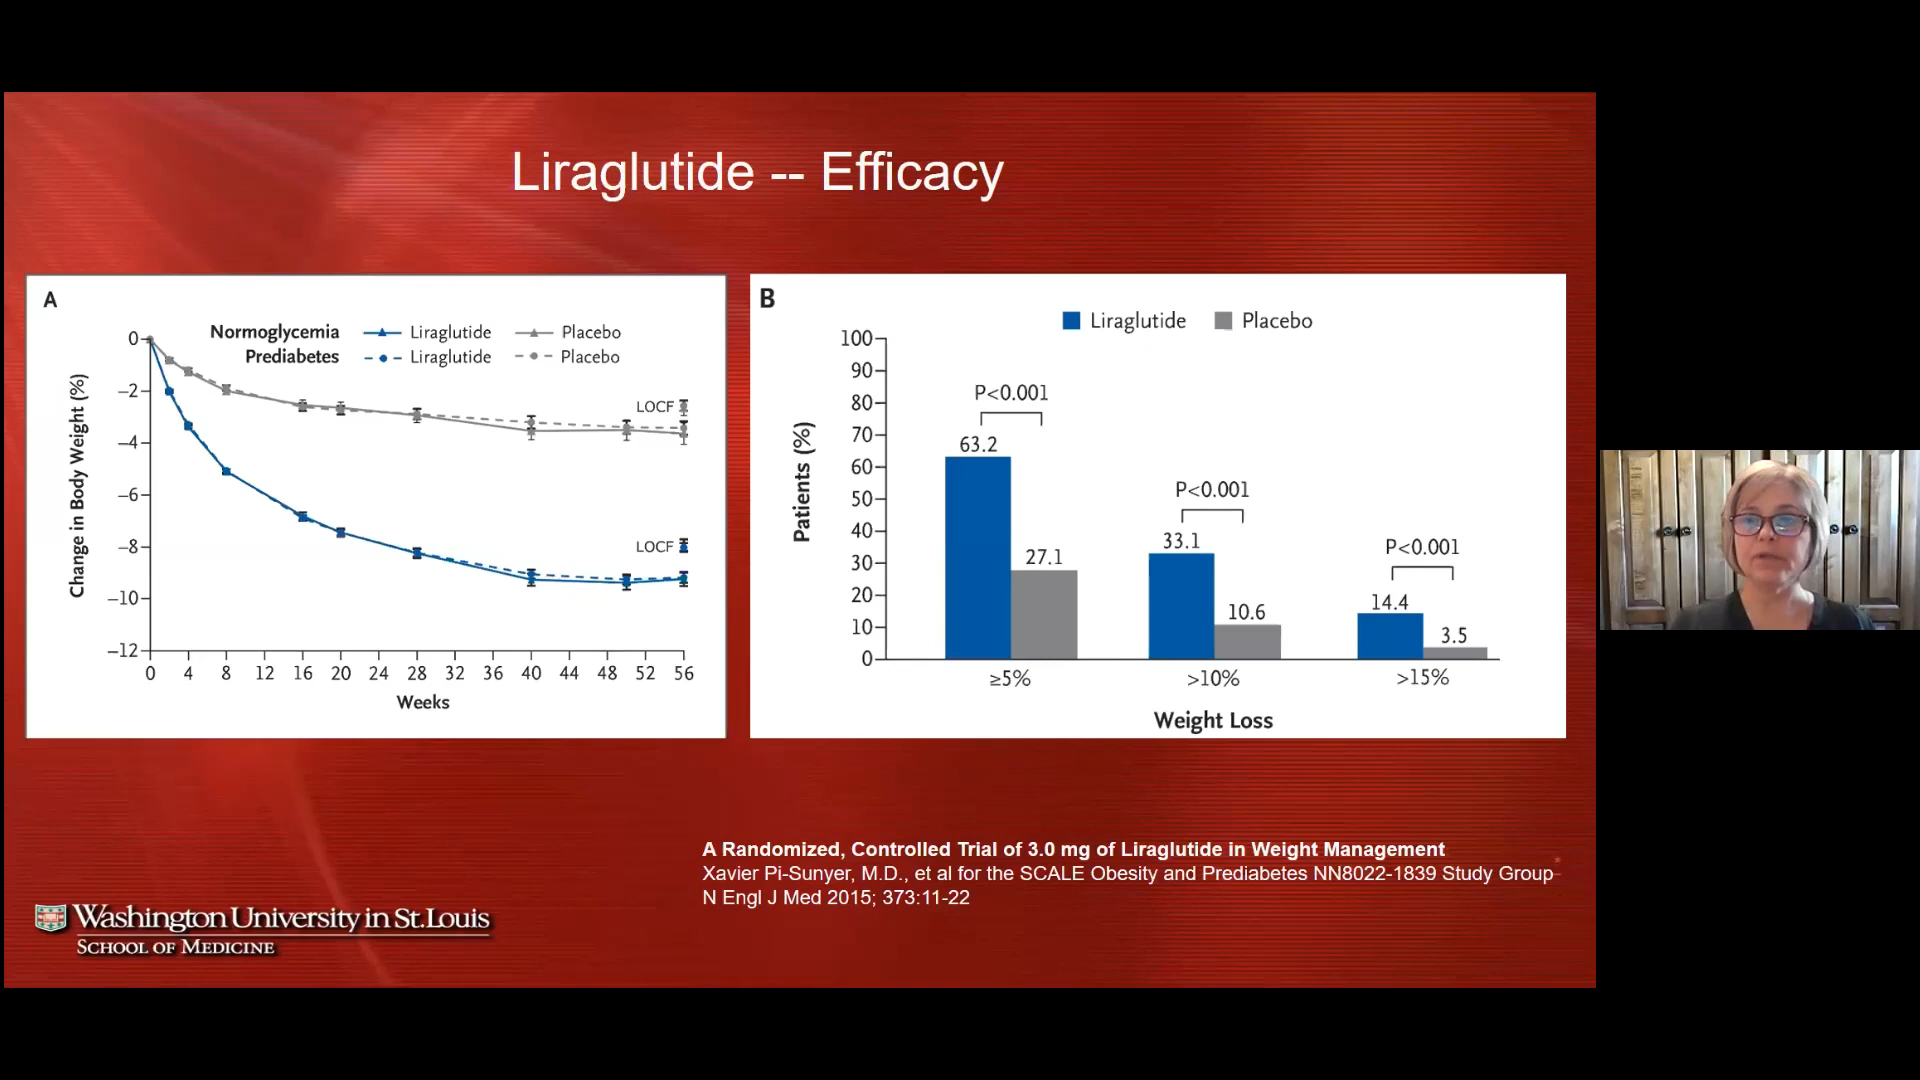 Liraglutide -- Efficacy
A
Normoglycemia Liraglutide Placebo
Prediabetes Liraglutide Placebo
Change in Body Weight (%)
0
−2
−4
−6
−8
−10
−12
LOCF
LOCF
0 4 8 12 16 20 24 28 32 36 40 44 48 52 56
Weeks
B
Liraglutide Placebo
Patients (%)
100
90
80
70
60
50
40
30
20
10
0
P<0.001
63.2
27.1
P<0.001
33.1
10.6
P<0.001
14.4
3.5
≥5% >10% >15%
Weight Loss
A Randomized, Controlled Trial of 3.0 mg of Liraglutide in Weight Management
Xavier Pi-Sunyer, M.D., et al for the SCALE Obesity and Prediabetes NN8022-1839 Study Group
N Engl J Med 2015; 373:11-22
Washington University in St. Louis
School of Medicine